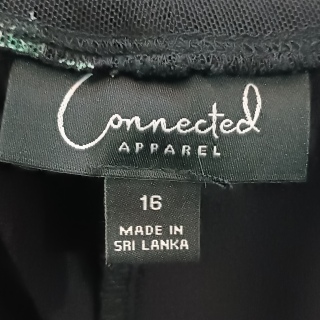 Connected
APPAREL
16
MADE IN
SRI LANKA